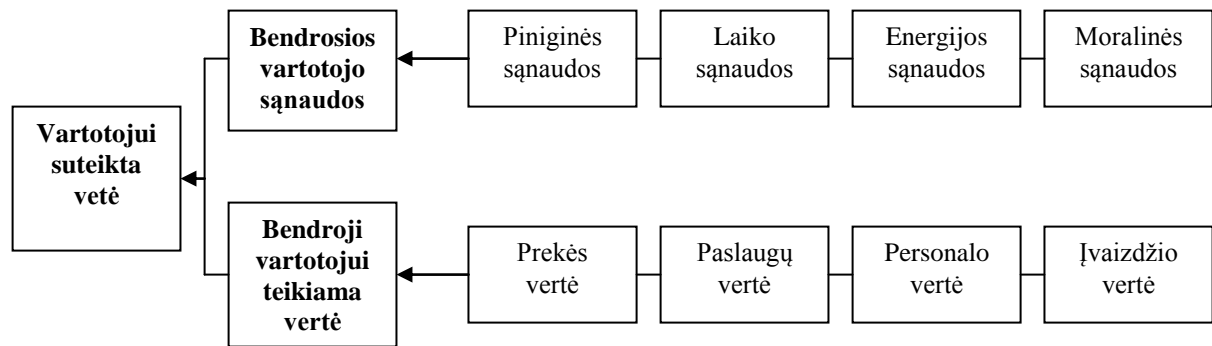 Bendrosios
vartotojo
sąnaudos
Piniginės
sąnaudos
Laiko
sąnaudos
Energijos
sąnaudos
Moralinės
sąnaudos
Vartotojui
suteikta
vetė
Bendroji
vartotojui
teikiama
vertė
Prekės
vertė
Paslaugų
vertė
Personalo
vertė
Įvaizdžio
vertė